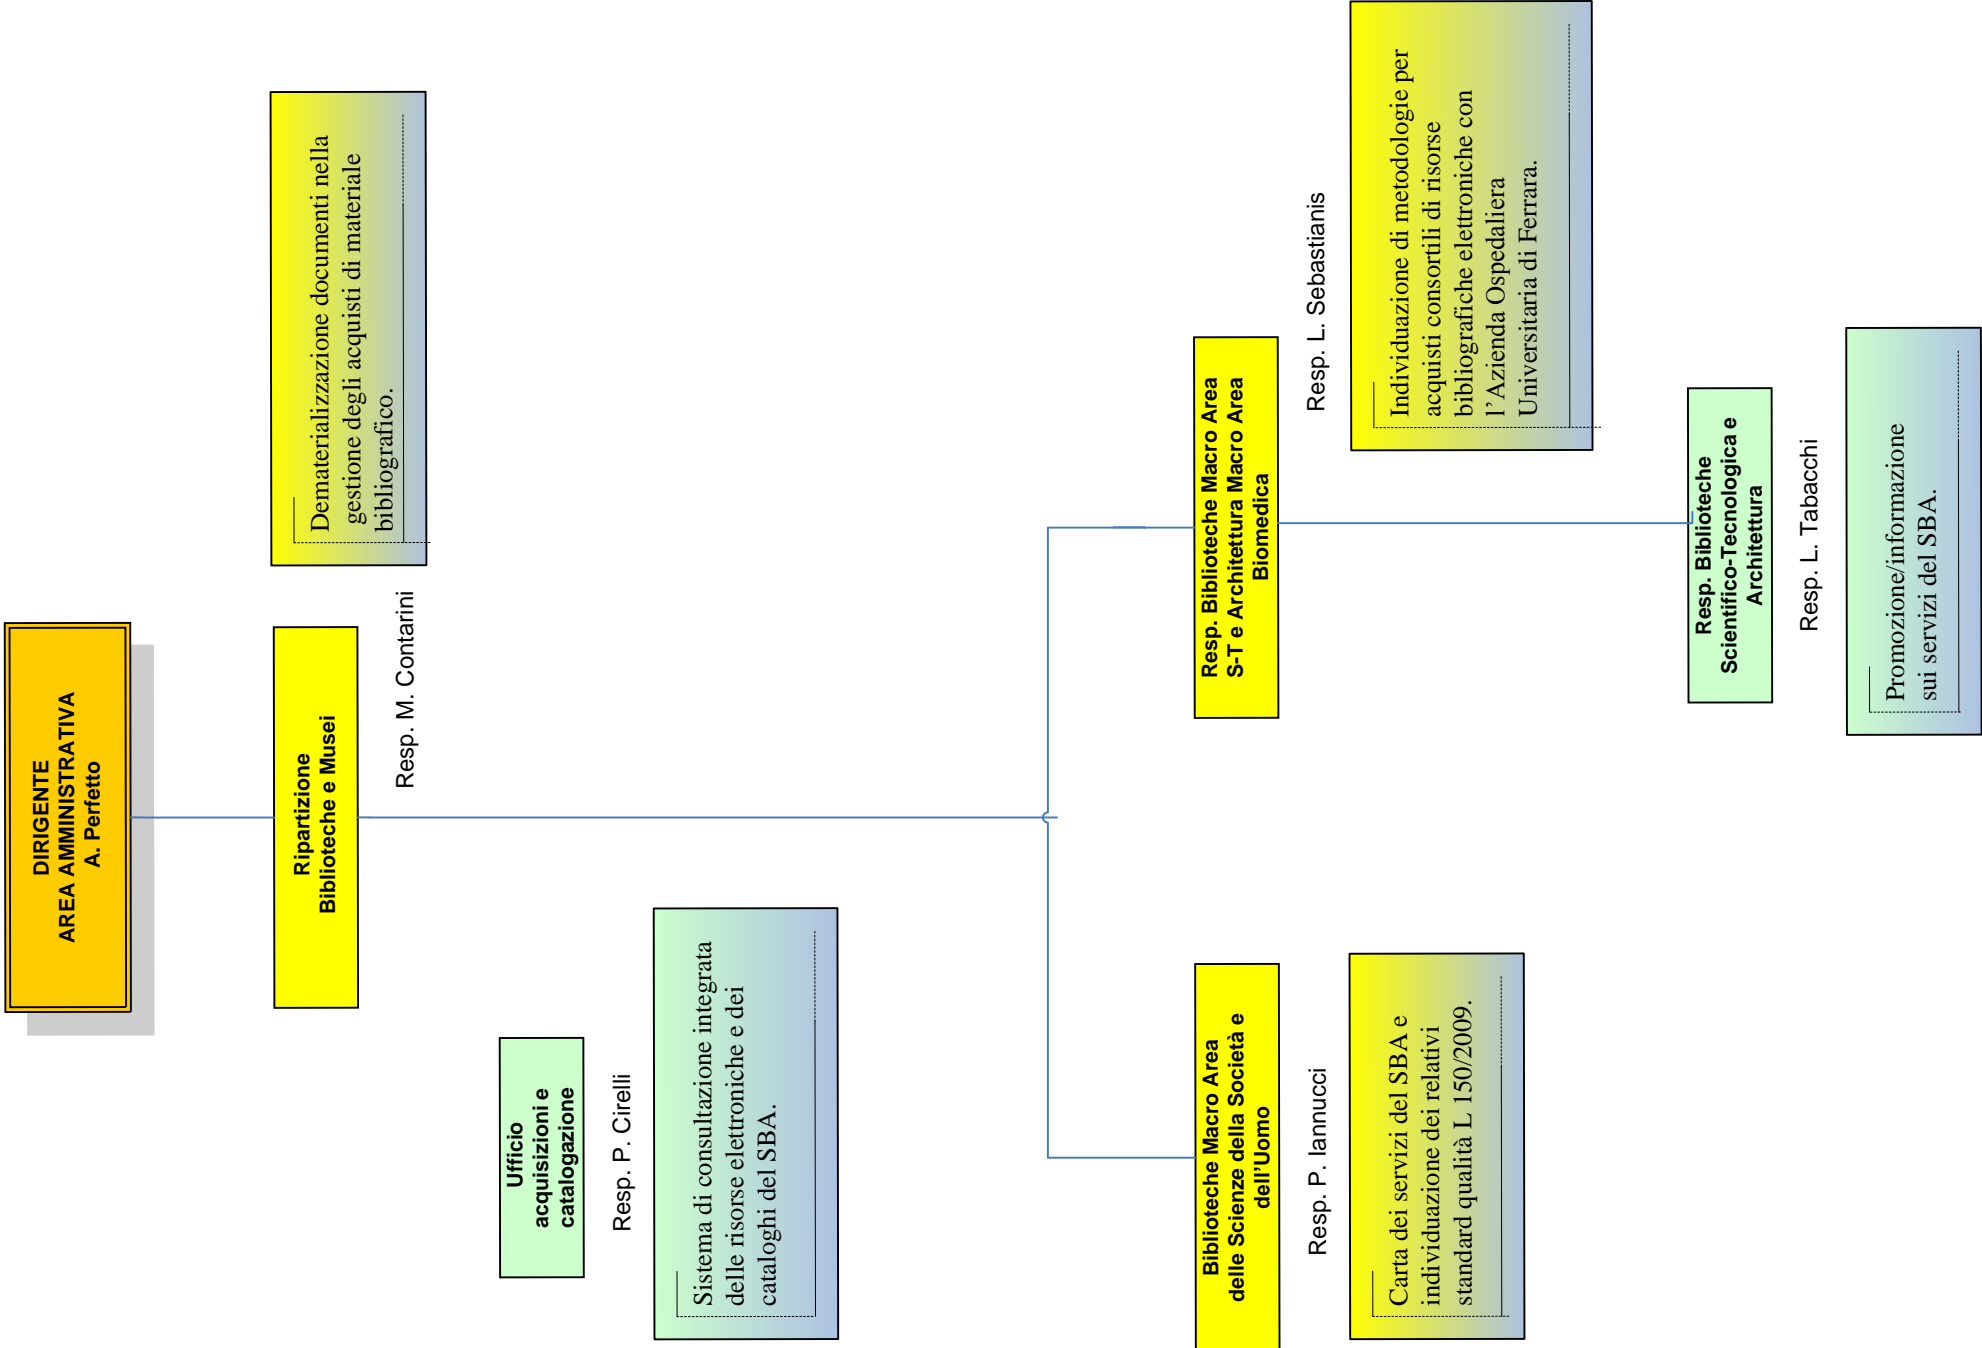 DIRIGENTE
AREA AMMINISTRATIVA
A. Perfetto
Ripartizione
Biblioteche e Musei
Resp. M. Contarini
Dematerializzazione documenti nella
gestione degli acquisti di materiale
bibliografico.
Ufficio
acquisizioni e
catalogazione
Resp. P. Cirelli
Sistema di consultazione integrata
delle risorse elettroniche e dei
cataloghi del SBA.
Biblioteche Macro Area
delle Scienze della Società e
dell'Uomo
Resp. P. Iannucci
Carta dei servizi del SBA e
individuazione dei relativi
standard qualità L 150/2009.
Resp. Biblioteche Macro Area
S-T e Architettura Macro Area
Biomedica
Resp. L. Sebastianis
Individuazione di metodologie per
acquisti consortili di risorse
bibliografiche elettroniche con
l'Azienda Ospedaliera
Universitaria di Ferrara.
Resp. Biblioteche
Scientifico-Tecnologica e
Architettura
Resp. L. Tabacchi
Promozione/informazione
sui servizi del SBA.